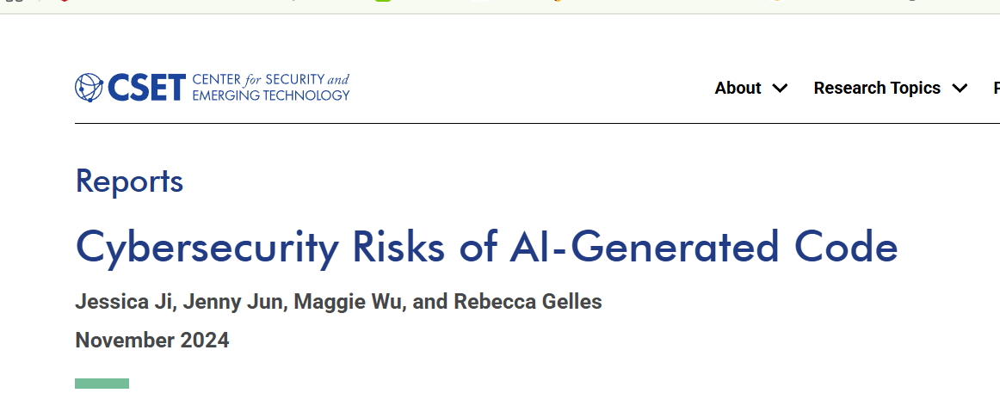 CSET CENTER for SECURITY and
EMERGING TECHNOLOGY
About
Research Topics
Reports
Cybersecurity Risks of AI-Generated Code
Jessica Ji, Jenny Jun, Maggie Wu, and Rebecca Gelles
November 2024